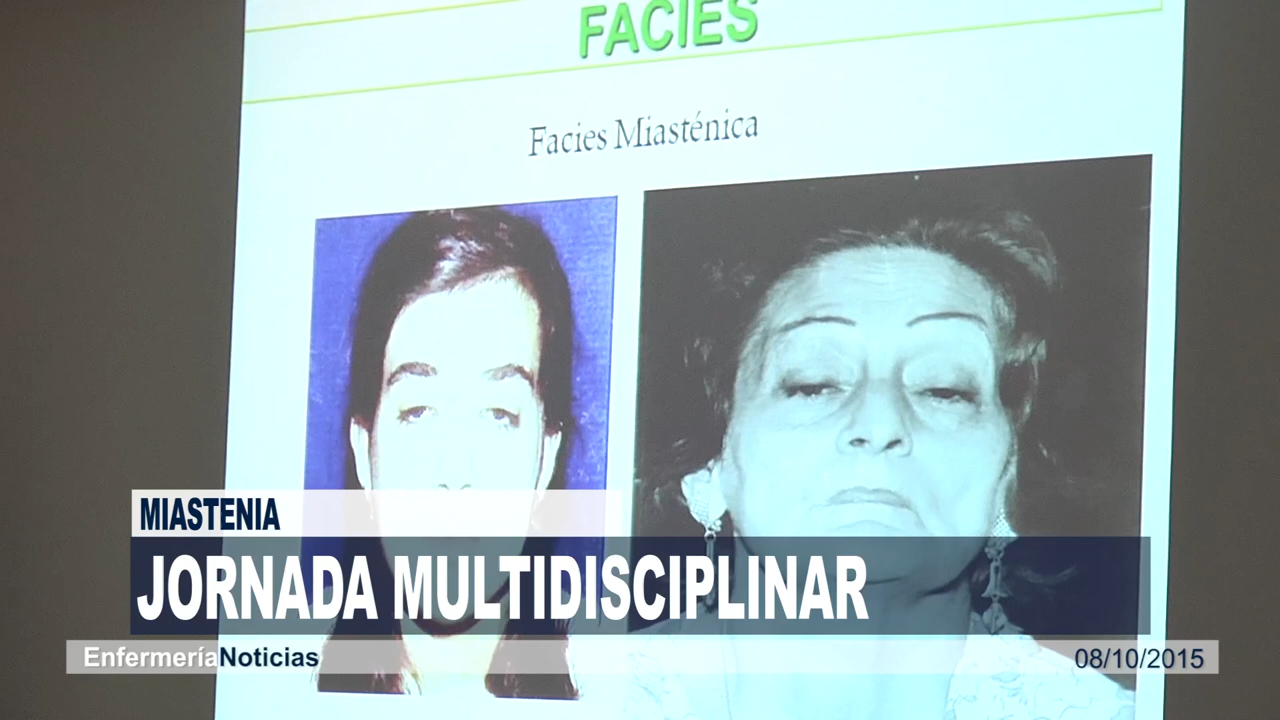 FACIES
Facies Miasténica
MIASTENIA
JORNADA MULTIDISCIPLINAR
EnfermeríaNoticias
08/10/2015